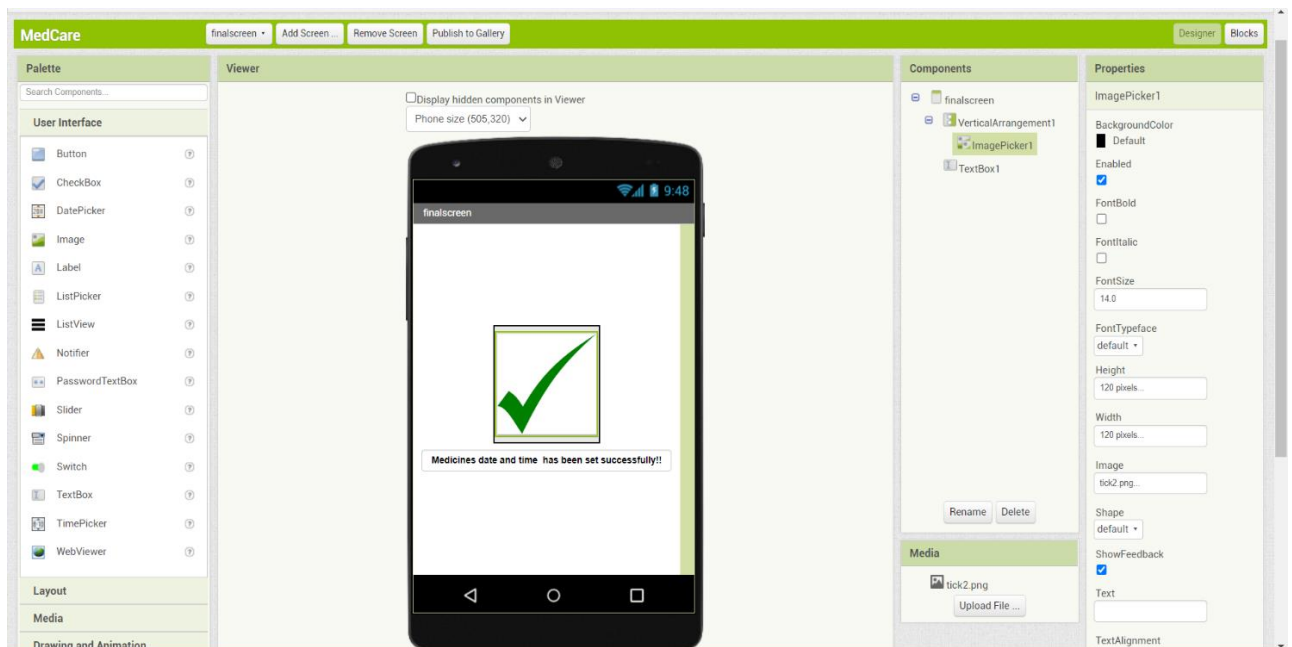 MedCare
finalscreen
Add Screen ...
Remove Screen
Publish to Gallery
Designer
Blocks
Palette
Search Components...
User Interface
Button
CheckBox
DatePicker
Image
Label
ListPicker
ListView
Notifier
PasswordTextBox
Slider
Spinner
Switch
TextBox
TimePicker
WebViewer
Layout
Media
Drawing and Animation
Viewer
Display hidden components in Viewer
Phone size (505,320)
9:48
finalscreen
Medicines date and time has been set successfully!!
Components
finalscreen
VerticalArrangement1
ImagePicker1
TextBox1
Rename
Delete
Media
tick2.png
Upload File ...
Properties
ImagePicker1
BackgroundColor
Default
Enabled
FontBold
FontItalic
FontSize
14.0
FontTypeface
default
Height
120 pixels...
Width
120 pixels...
Image
tick2.png...
Shape
default
ShowFeedback
Text
TextAlignment